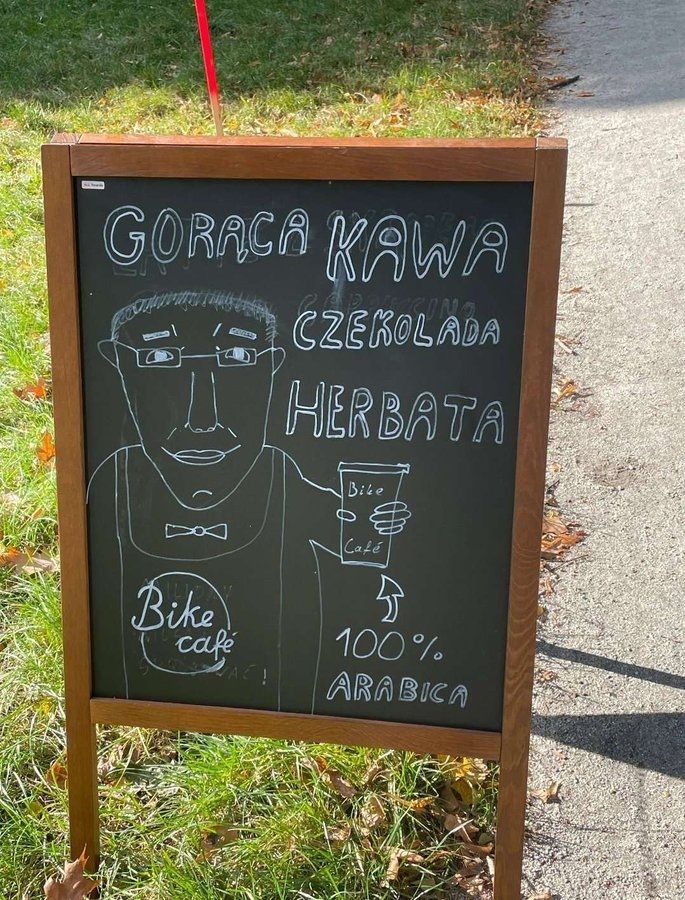 GORĄCA KAWA
CZEKOLADA
HERBATA
Bike
Café
Bike
café
100%
ARABICA